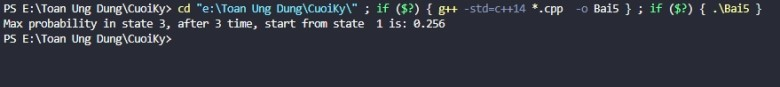 PS E:\Toan Ung Dung\CuoiKy> cd "e:\Toan Ung Dung\CuoiKy\" ; if ($?) { g++ -std=c++14 *.cpp  -o Bai5 } ; if ($?) { .\Bai5 }
Max probability in state 3, after 3 time, start from state  1 is: 0.256
PS E:\Toan Ung Dung\CuoiKy>